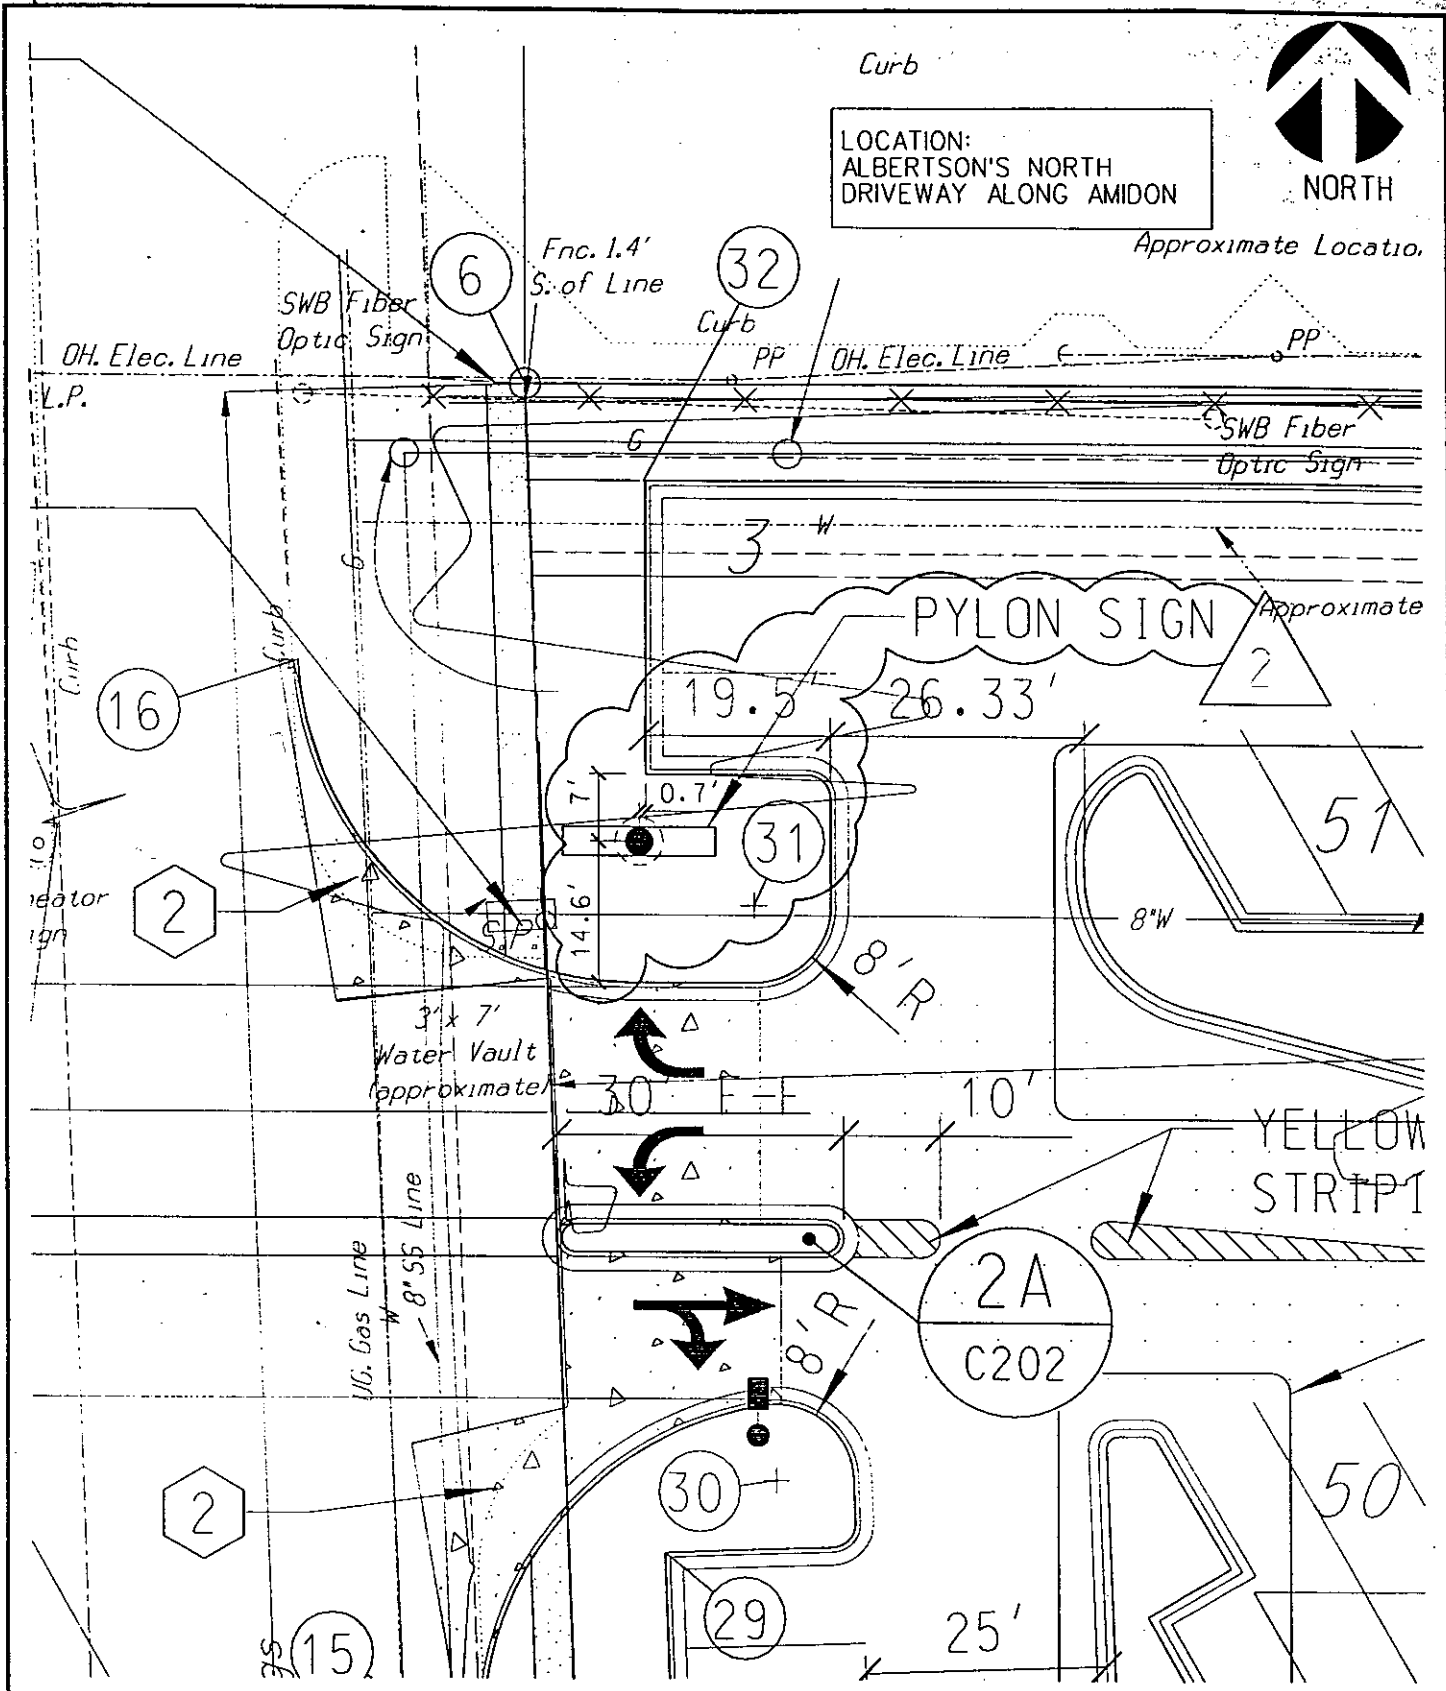 Curb
LOCATION:
ALBERTSON'S NORTH
DRIVEWAY ALONG AMIDON
NORTH
Approximate Locatio
6
Fnc. 1.4'
S. of Line
32
SWB Fiber
Optic Sign
Curb
OH. Elec. Line
PP
OH. Elec. Line
PP
L.P.
G
SWB Fiber
Optic Sign
3
W
G
PYLON SIGN
Approximate
2
Curb
Curb
16
19.5'
26.33'
7'
0.7'
31
51
2
eator
ign
S.P.
14.6'
8"W
8'R
3' x 7'
Water Vault
(approximate)
30'
10'
YELLOW
STRIPI
UG. Gas Line
W
8" SS Line
2A
C202
8'R
2
30
50
29
25'
15